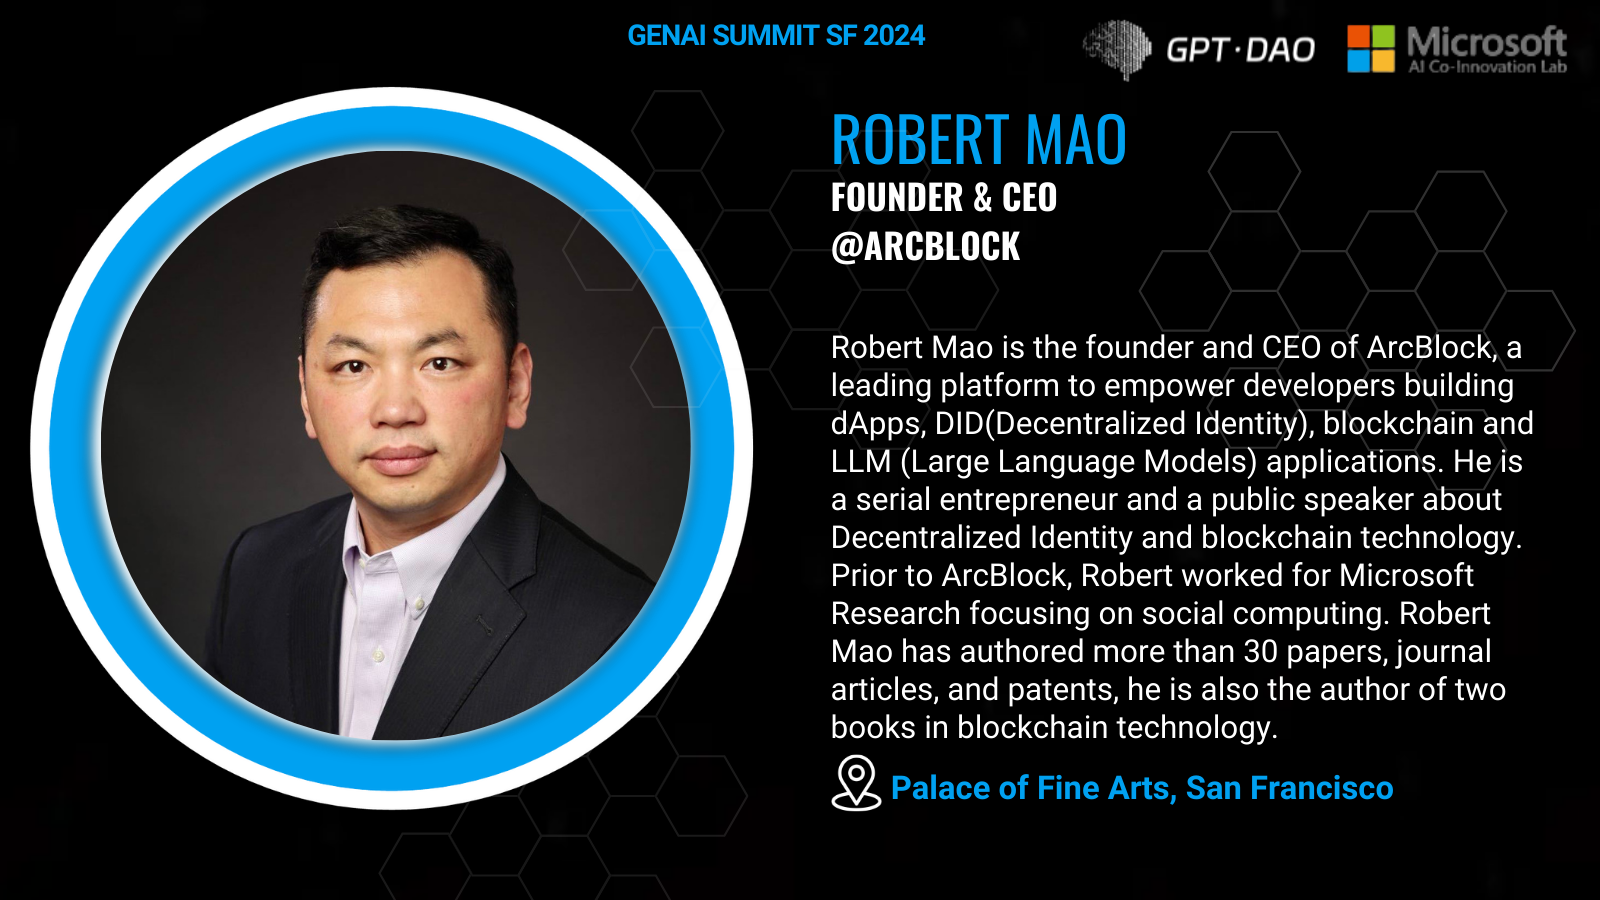 GENAI SUMMIT SF 2024
GPT·DAO
Microsoft
AI Co-Innovation Lab
ROBERT MAO
FOUNDER & CEO
@ARCBLOCK
Robert Mao is the founder and CEO of ArcBlock, a
leading platform to empower developers building
dApps, DID(Decentralized Identity), blockchain and
LLM (Large Language Models) applications. He is
a serial entrepreneur and a public speaker about
Decentralized Identity and blockchain technology.
Prior to ArcBlock, Robert worked for Microsoft
Research focusing on social computing. Robert
Mao has authored more than 30 papers, journal
articles, and patents, he is also the author of two
books in blockchain technology.
Palace of Fine Arts, San Francisco